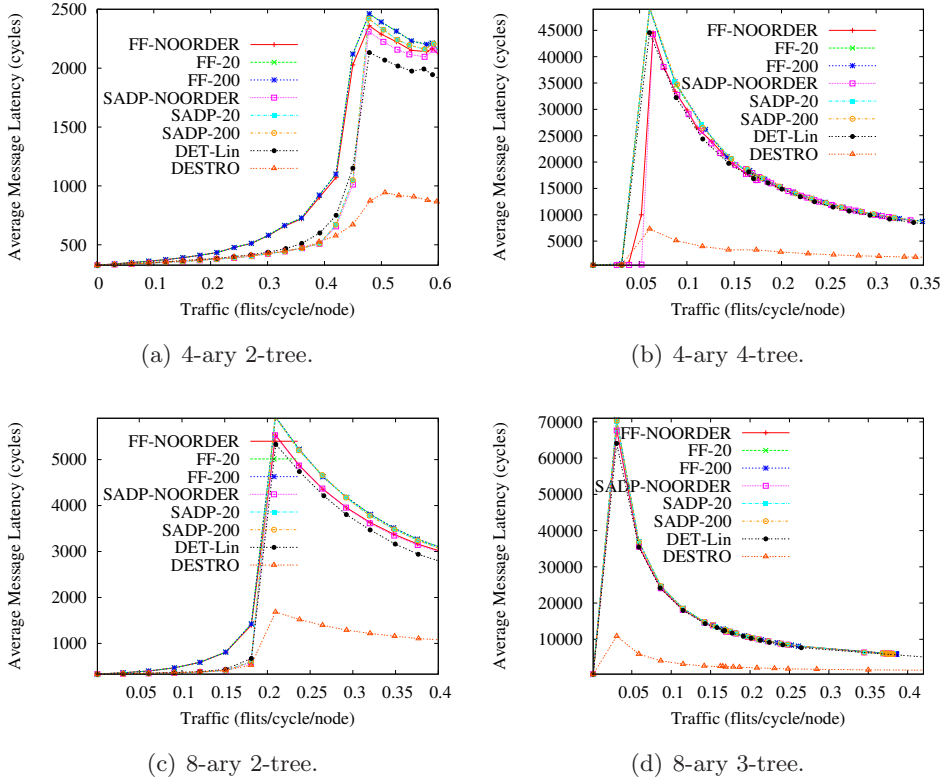 Average Message Latency (cycles)
2500
2000
1500
1000
500
0
0.1
0.2
0.3
0.4
0.5
0.6
Traffic (flits/cycle/node)
FF-NOORDER
FF-20
FF-200
SADP-NOORDER
SADP-20
SADP-200
DET-Lin
DESTRO
(a) 4-ary 2-tree.
Average Message Latency (cycles)
45000
40000
35000
30000
25000
20000
15000
10000
5000
0.05
0.1
0.15
0.2
0.25
0.3
0.35
Traffic (flits/cycle/node)
FF-NOORDER
FF-20
FF-200
SADP-NOORDER
SADP-20
SADP-200
DET-Lin
DESTRO
(b) 4-ary 4-tree.
Average Message Latency (cycles)
5000
4000
3000
2000
1000
0.05
0.1
0.15
0.2
0.25
0.3
0.35
0.4
Traffic (flits/cycle/node)
FF-NOORDER
FF-20
FF-200
SADP-NOORDER
SADP-20
SADP-200
DET-Lin
DESTRO
(c) 8-ary 2-tree.
Average Message Latency (cycles)
70000
60000
50000
40000
30000
20000
10000
0.05
0.1
0.15
0.2
0.25
0.3
0.35
0.4
Traffic (flits/cycle/node)
FF-NOORDER
FF-20
FF-200
SADP-NOORDER
SADP-20
SADP-200
DET-Lin
DESTRO
(d) 8-ary 3-tree.